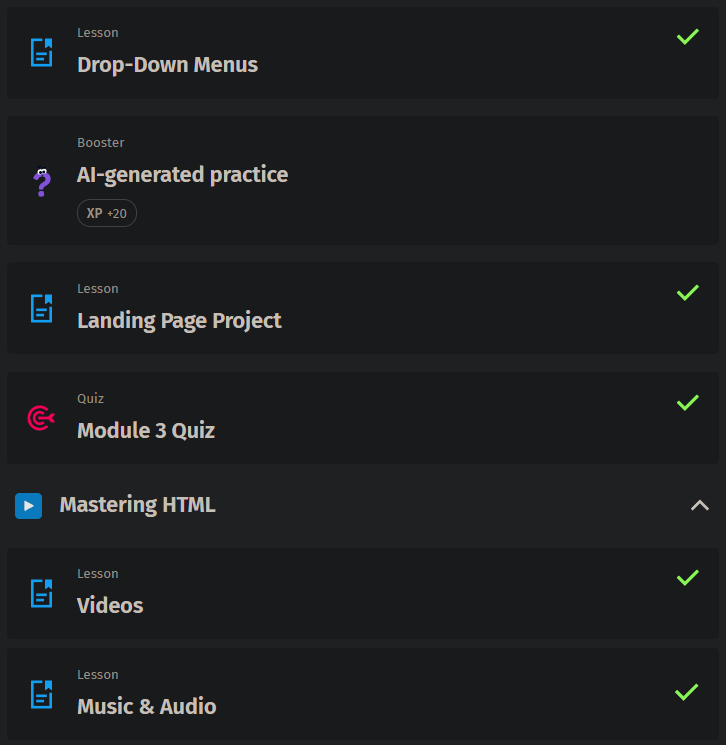 Lesson
Drop-Down Menus
Booster
AI-generated practice
XP +20
Lesson
Landing Page Project
Quiz
Module 3 Quiz
Mastering HTML
Lesson
Videos
Lesson
Music & Audio